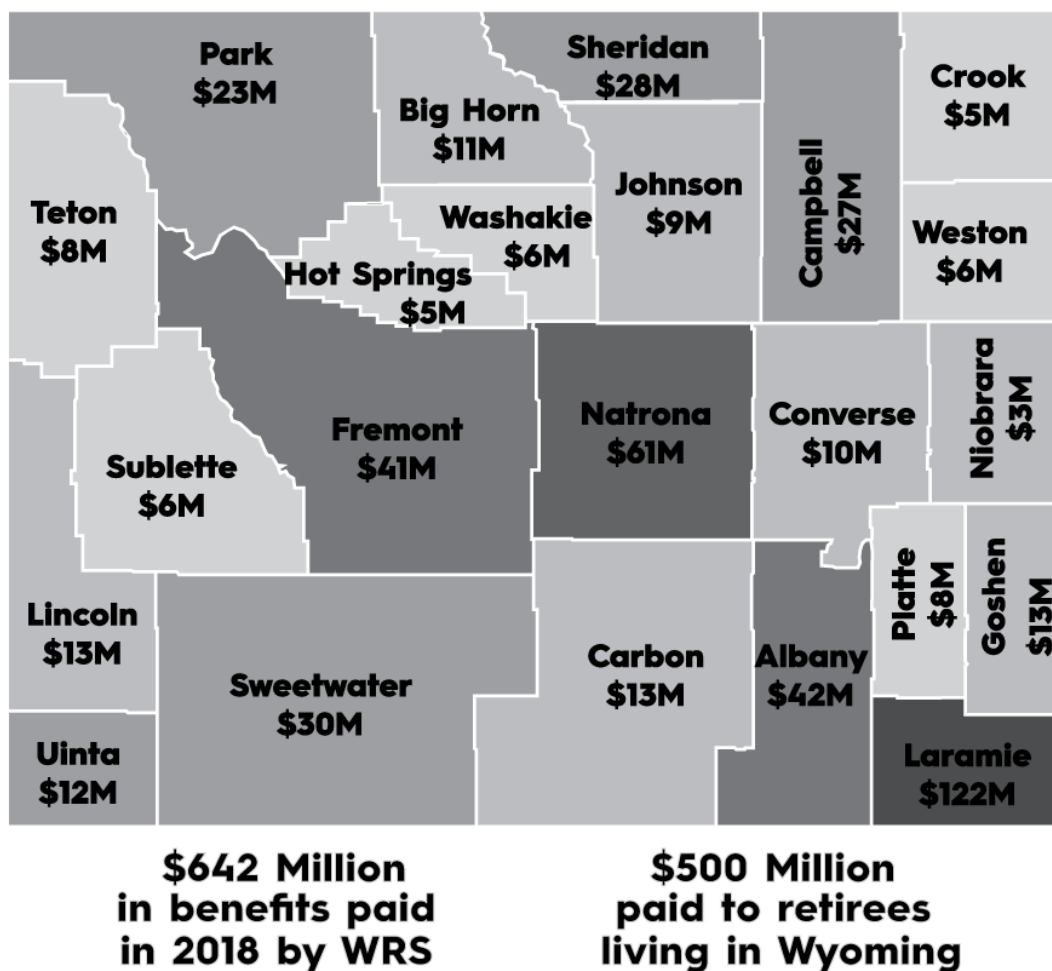 Park
$23M
Big Horn
$11M
Sheridan
$28M
Campbell
$27M
Crook
$5M
Teton
$8M
Washakie
$6M
Johnson
$9M
Weston
$6M
Hot Springs
$5M
Sublette
$6M
Fremont
$41M
Natrona
$61M
Converse
$10M
Niobrara
$3M
Lincoln
$13M
Sweetwater
$30M
Carbon
$13M
Albany
$42M
Platte
$8M
Goshen
$13M
Uinta
$12M
Laramie
$122M
$642 Million
in benefits paid
in 2018 by WRS
$500 Million
paid to retirees
living in Wyoming